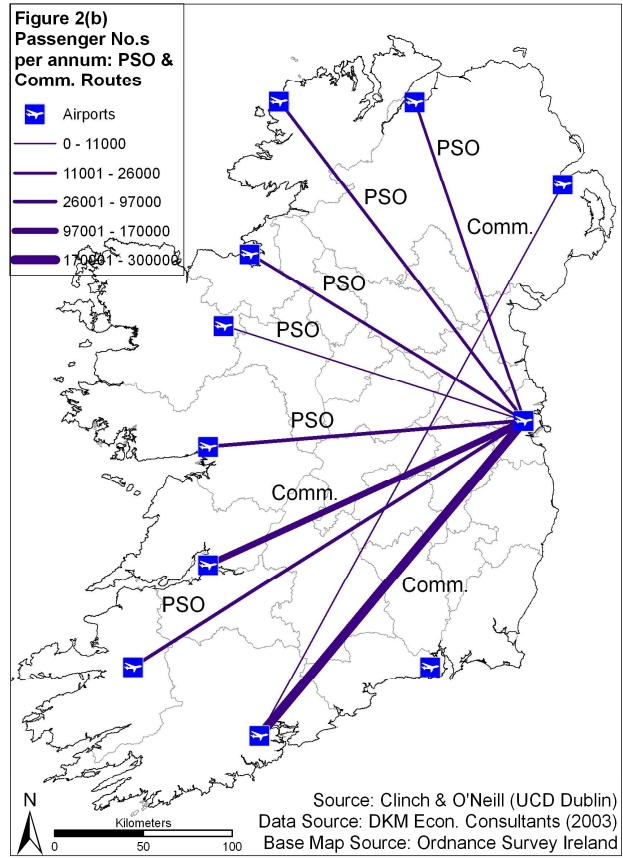 Figure 2(b)
Passenger No.s
per annum: PSO &
Comm. Routes
Airports
0 - 11000
11001 - 26000
26001 - 97000
97001 - 170000
170001 - 300000
PSO
PSO
Comm.
PSO
PSO
PSO
Comm.
Comm.
PSO
N
Kilometers
0 50 100
Source: Clinch & O'Neill (UCD Dublin)
Data Source: DKM Econ. Consultants (2003)
Base Map Source: Ordnance Survey Ireland